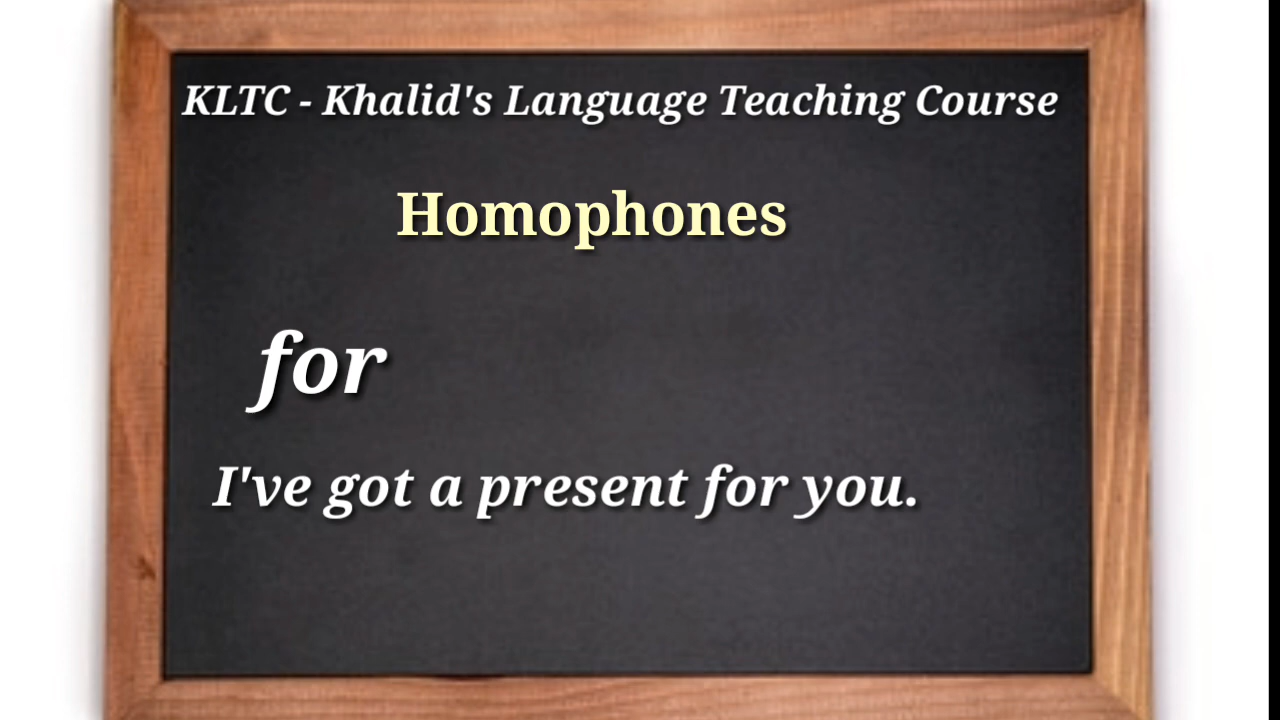 KLTC - Khalid's Language Teaching Course
Homophones
for
I've got a present for you.